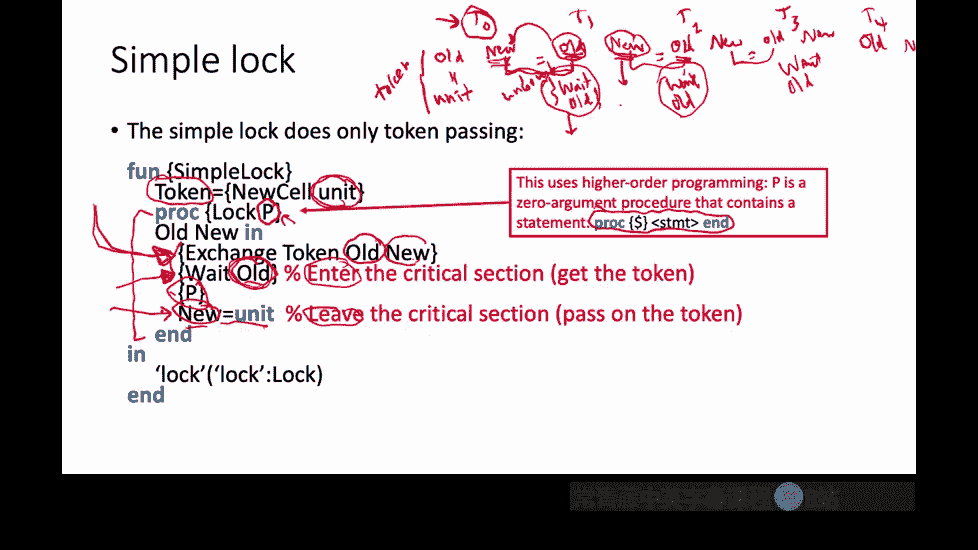 T0 T1 T2 T3 T4
token Old New Old New Old New Old New Old N
unit unbound {Wait Old} Wait Old Want Old
Simple lock
• The simple lock does only token passing:
fun {SimpleLock}
Token={NewCell unit}
proc {Lock P}
Old New in
{Exchange Token Old New}
{Wait Old} % Enter the critical section (get the token)
{P}
New=unit % Leave the critical section (pass on the token)
end
in
‘lock’(‘lock’:Lock)
end
This uses higher-order programming: P is a
zero-argument procedure that contains a
statement: proc {$} <stmt> end